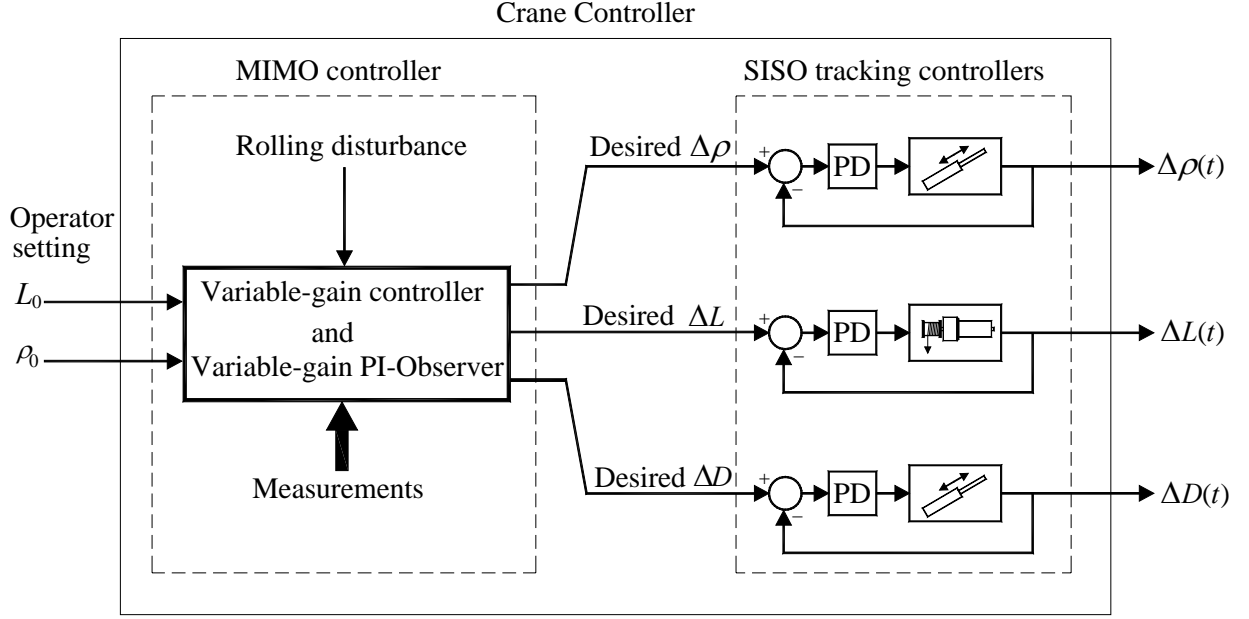 Crane Controller
MIMO controller
SISO tracking controllers
Rolling disturbance
Operator
setting
L₀
ρ₀
Variable-gain controller
and
Variable-gain PI-Observer
Measurements
Desired Δρ
+
−
PD
Δρ(t)
Desired ΔL
+
−
PD
ΔL(t)
Desired ΔD
+
−
PD
ΔD(t)